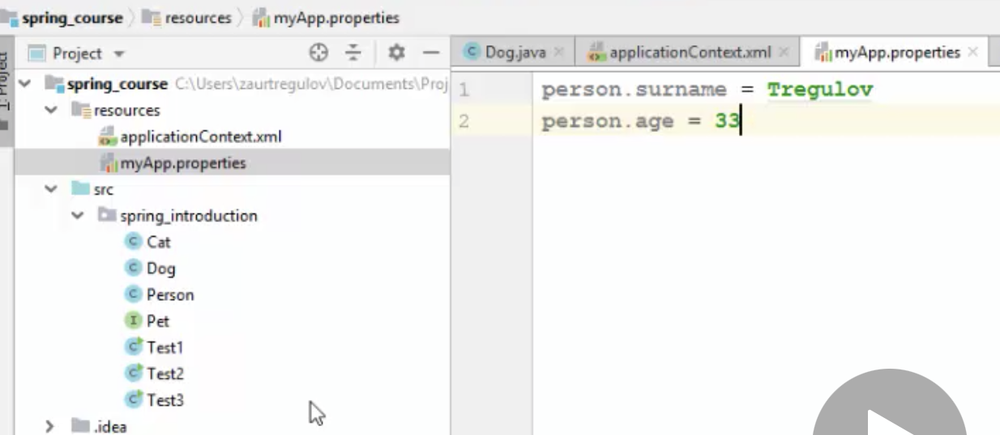 spring_course resources myApp.properties
1: Project
Project
Dog.java applicationContext.xml myApp.properties
spring_course C:\Users\zaurtregulov\Documents\Proj
resources
applicationContext.xml
myApp.properties
src
spring_introduction
Cat
Dog
Person
Pet
Test1
Test2
Test3
.idea
1 person.surname = Tregulov
2 person.age = 33